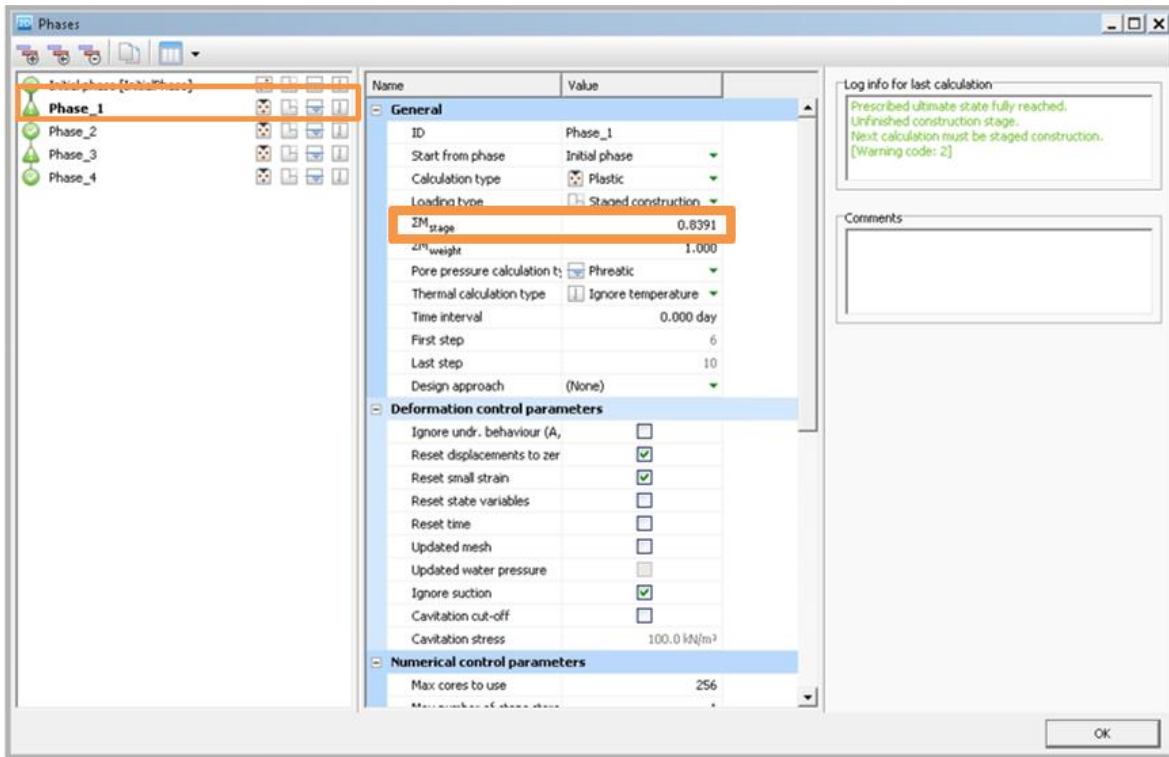 2D Phases
Initial phase [InitialPhase]
Phase_1
Phase_2
Phase_3
Phase_4
Name Value
General
ID Phase_1
Start from phase Initial phase
Calculation type Plastic
Loading type Staged construction
ΣMstage 0.8391
ΣMweight 1.000
Pore pressure calculation ty Phreatic
Thermal calculation type Ignore temperature
Time interval 0.000 day
First step 6
Last step 10
Design approach (None)
Deformation control parameters
Ignore undr. behaviour (A,
Reset displacements to zer
Reset small strain
Reset state variables
Reset time
Updated mesh
Updated water pressure
Ignore suction
Cavitation cut-off
Cavitation stress 100.0 kN/m²
Numerical control parameters
Max cores to use 256
Log info for last calculation
Prescribed ultimate state fully reached.
Unfinished construction stage.
Next calculation must be staged construction.
[Warning code: 2]
Comments
OK